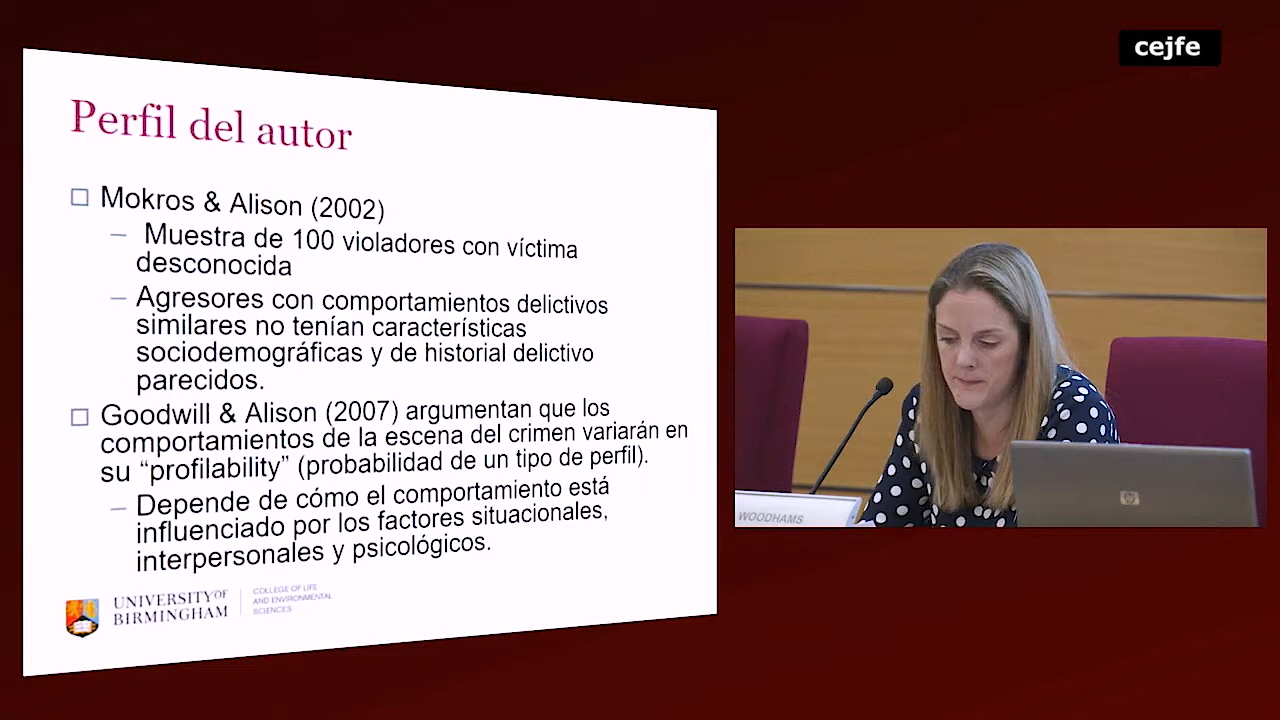 cejfe
Perfil del autor
Mokros & Alison (2002)
– Muestra de 100 violadores con víctima
desconocida
– Agresores con comportamientos delictivos
similares no tenían características
sociodemográficas y de historial delictivo
parecidos.
Goodwill & Alison (2007) argumentan que los
comportamientos de la escena del crimen variarán en
su “profilability” (probabilidad de un tipo de perfil).
– Depende de cómo el comportamiento está
influenciado por los factores situacionales,
interpersonales y psicológicos.
UNIVERSITY OF
BIRMINGHAM
COLLEGE OF LIFE
AND ENVIRONMENTAL
SCIENCES
WOODHAMS
hp